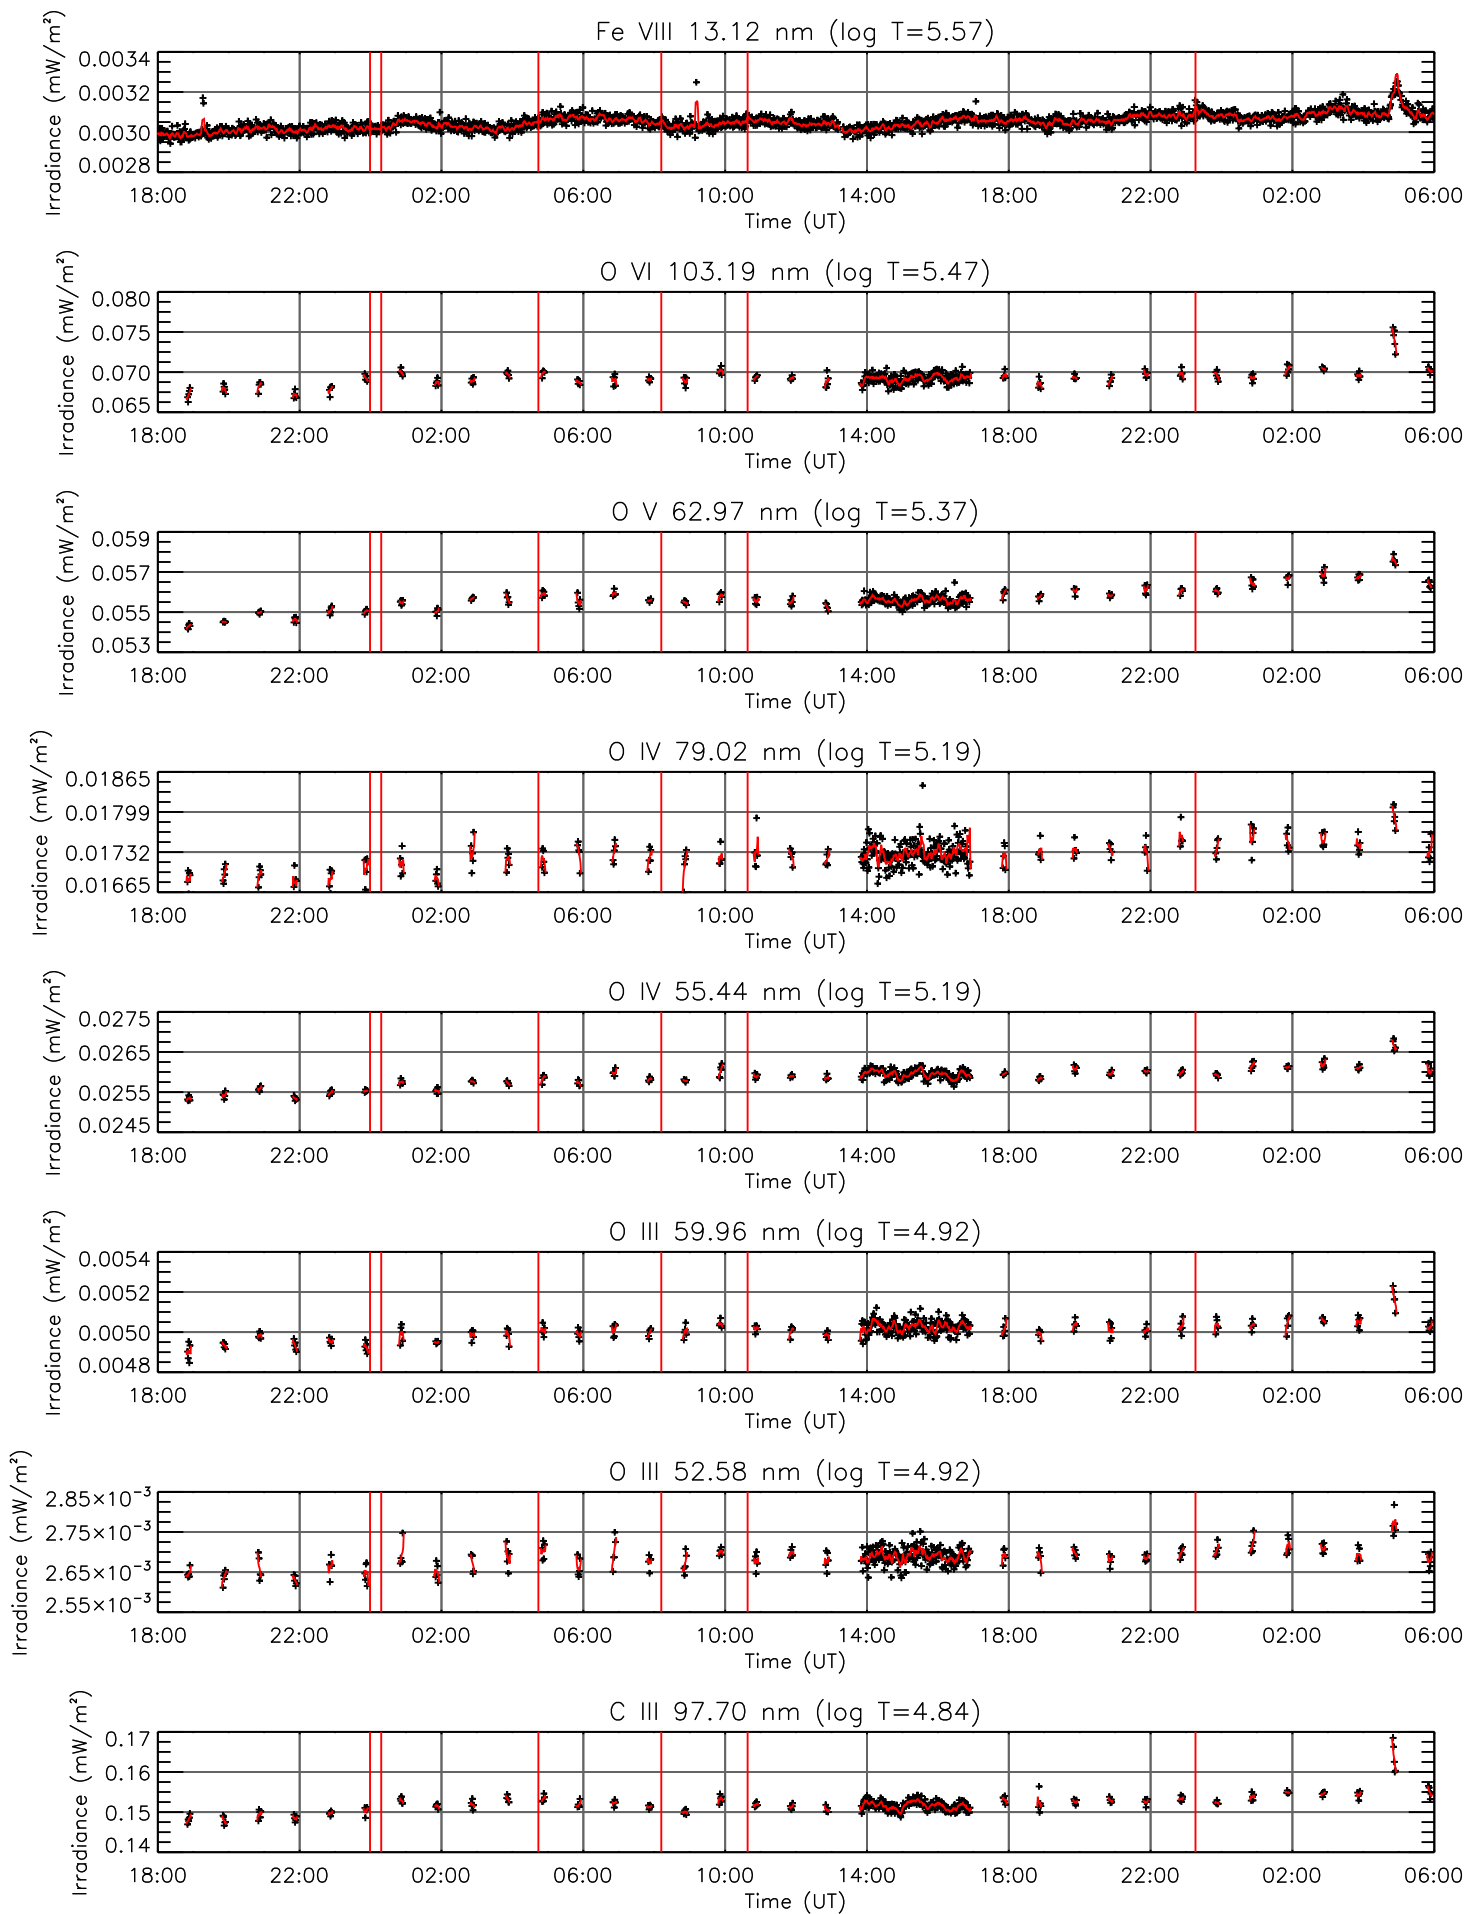 Fe VIII 13.12 nm (log T=5.57)
Irradiance (mW/m²)
0.0034
0.0032
0.0030
0.0028
18:00 22:00 02:00 06:00 10:00 14:00 18:00 22:00 02:00 06:00
Time (UT)
O VI 103.19 nm (log T=5.47)
Irradiance (mW/m²)
0.080
0.075
0.070
0.065
18:00 22:00 02:00 06:00 10:00 14:00 18:00 22:00 02:00 06:00
Time (UT)
O V 62.97 nm (log T=5.37)
Irradiance (mW/m²)
0.059
0.057
0.055
0.053
18:00 22:00 02:00 06:00 10:00 14:00 18:00 22:00 02:00 06:00
Time (UT)
O IV 79.02 nm (log T=5.19)
Irradiance (mW/m²)
0.01865
0.01799
0.01732
0.01665
18:00 22:00 02:00 06:00 10:00 14:00 18:00 22:00 02:00 06:00
Time (UT)
O IV 55.44 nm (log T=5.19)
Irradiance (mW/m²)
0.0275
0.0265
0.0255
0.0245
18:00 22:00 02:00 06:00 10:00 14:00 18:00 22:00 02:00 06:00
Time (UT)
O III 59.96 nm (log T=4.92)
Irradiance (mW/m²)
0.0054
0.0052
0.0050
0.0048
18:00 22:00 02:00 06:00 10:00 14:00 18:00 22:00 02:00 06:00
Time (UT)
O III 52.58 nm (log T=4.92)
Irradiance (mW/m²)
2.85×10⁻³
2.75×10⁻³
2.65×10⁻³
2.55×10⁻³
18:00 22:00 02:00 06:00 10:00 14:00 18:00 22:00 02:00 06:00
Time (UT)
C III 97.70 nm (log T=4.84)
Irradiance (mW/m²)
0.17
0.16
0.15
0.14
18:00 22:00 02:00 06:00 10:00 14:00 18:00 22:00 02:00 06:00
Time (UT)